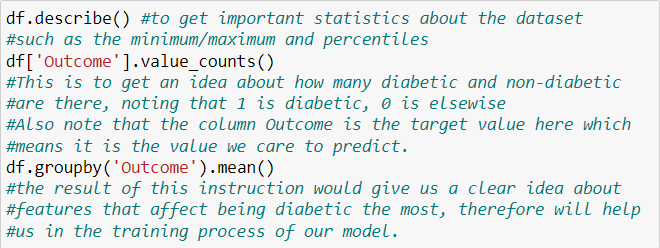 df.describe() #to get important statistics about the dataset
#such as the minimum/maximum and percentiles
df['Outcome'].value_counts()
#This is to get an idea about how many diabetic and non-diabetic
#are there, noting that 1 is diabetic, 0 is elsewise
#Also note that the column Outcome is the target value here which
#means it is the value we care to predict.
df.groupby('Outcome').mean()
#the result of this instruction would give us a clear idea about
#features that affect being diabetic the most, therefore will help
#us in the training process of our model.